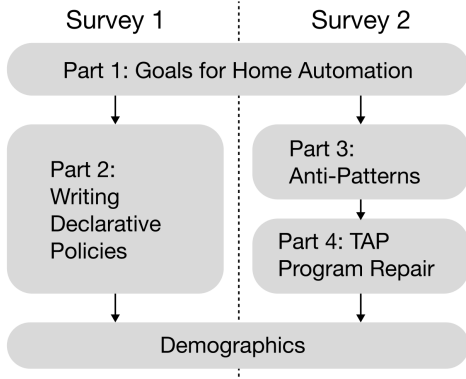 Survey 1
Survey 2
Part 1: Goals for Home Automation
Part 2:
Writing
Declarative
Policies
Part 3:
Anti-Patterns
Part 4: TAP
Program Repair
Demographics